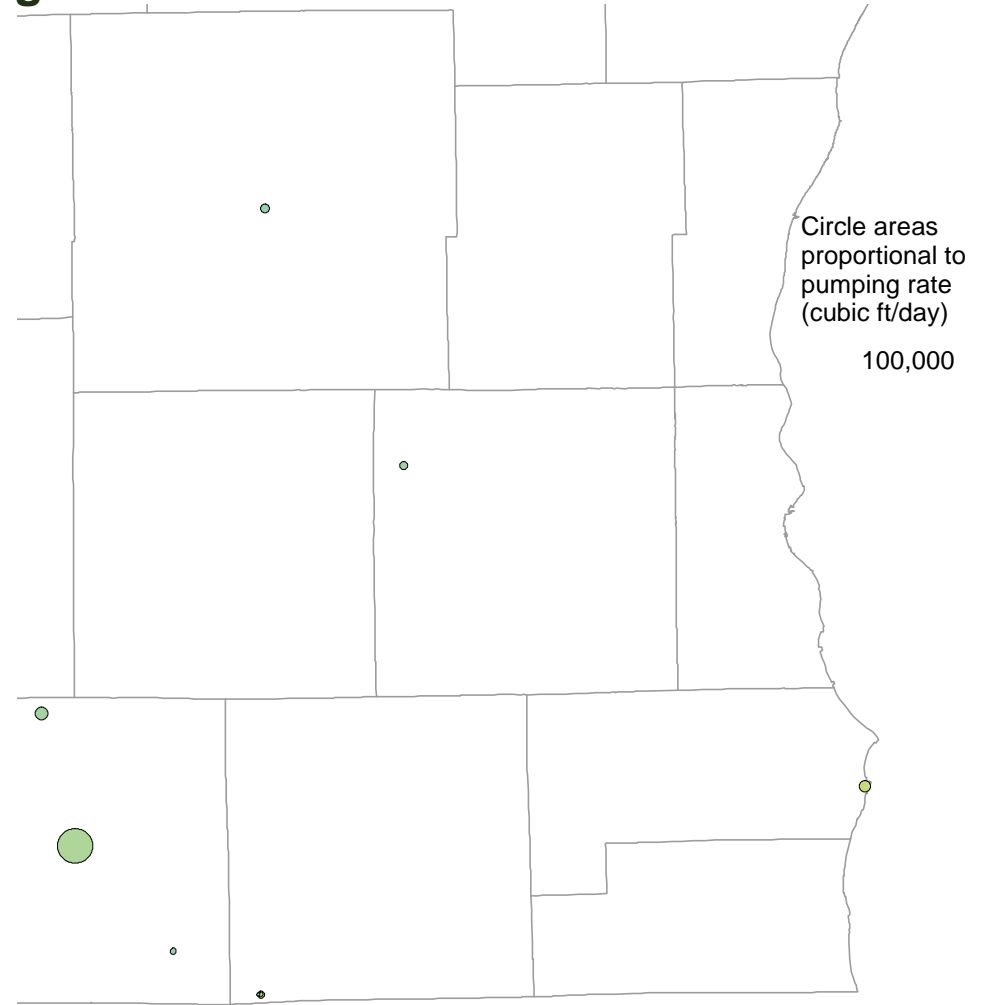 Circle areas
proportional to
pumping rate
(cubic ft/day)
100,000